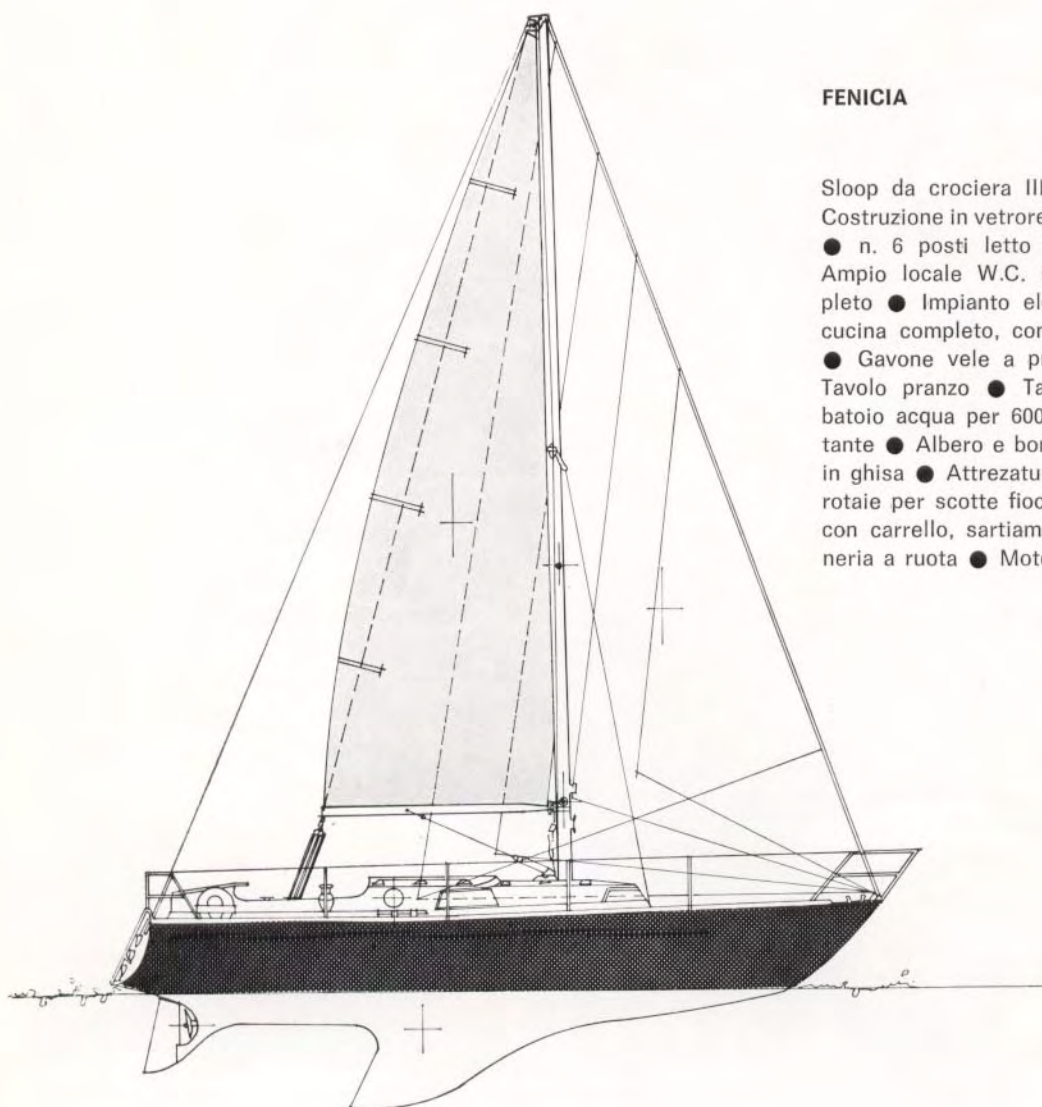 FENICIA
Sloop da crociera III
Costruzione in vetrore
● n. 6 posti letto
Ampio locale W.C.
pleto ● Impianto el
cucina completo, con
● Gavone vele a p
Tavolo pranzo ● Ta
batoio acqua per 600
tante ● Albero e bo
in ghisa ● Attrezatu
rotaie per scotte fioc
con carrello, sartiam
neria a ruota ● Moto